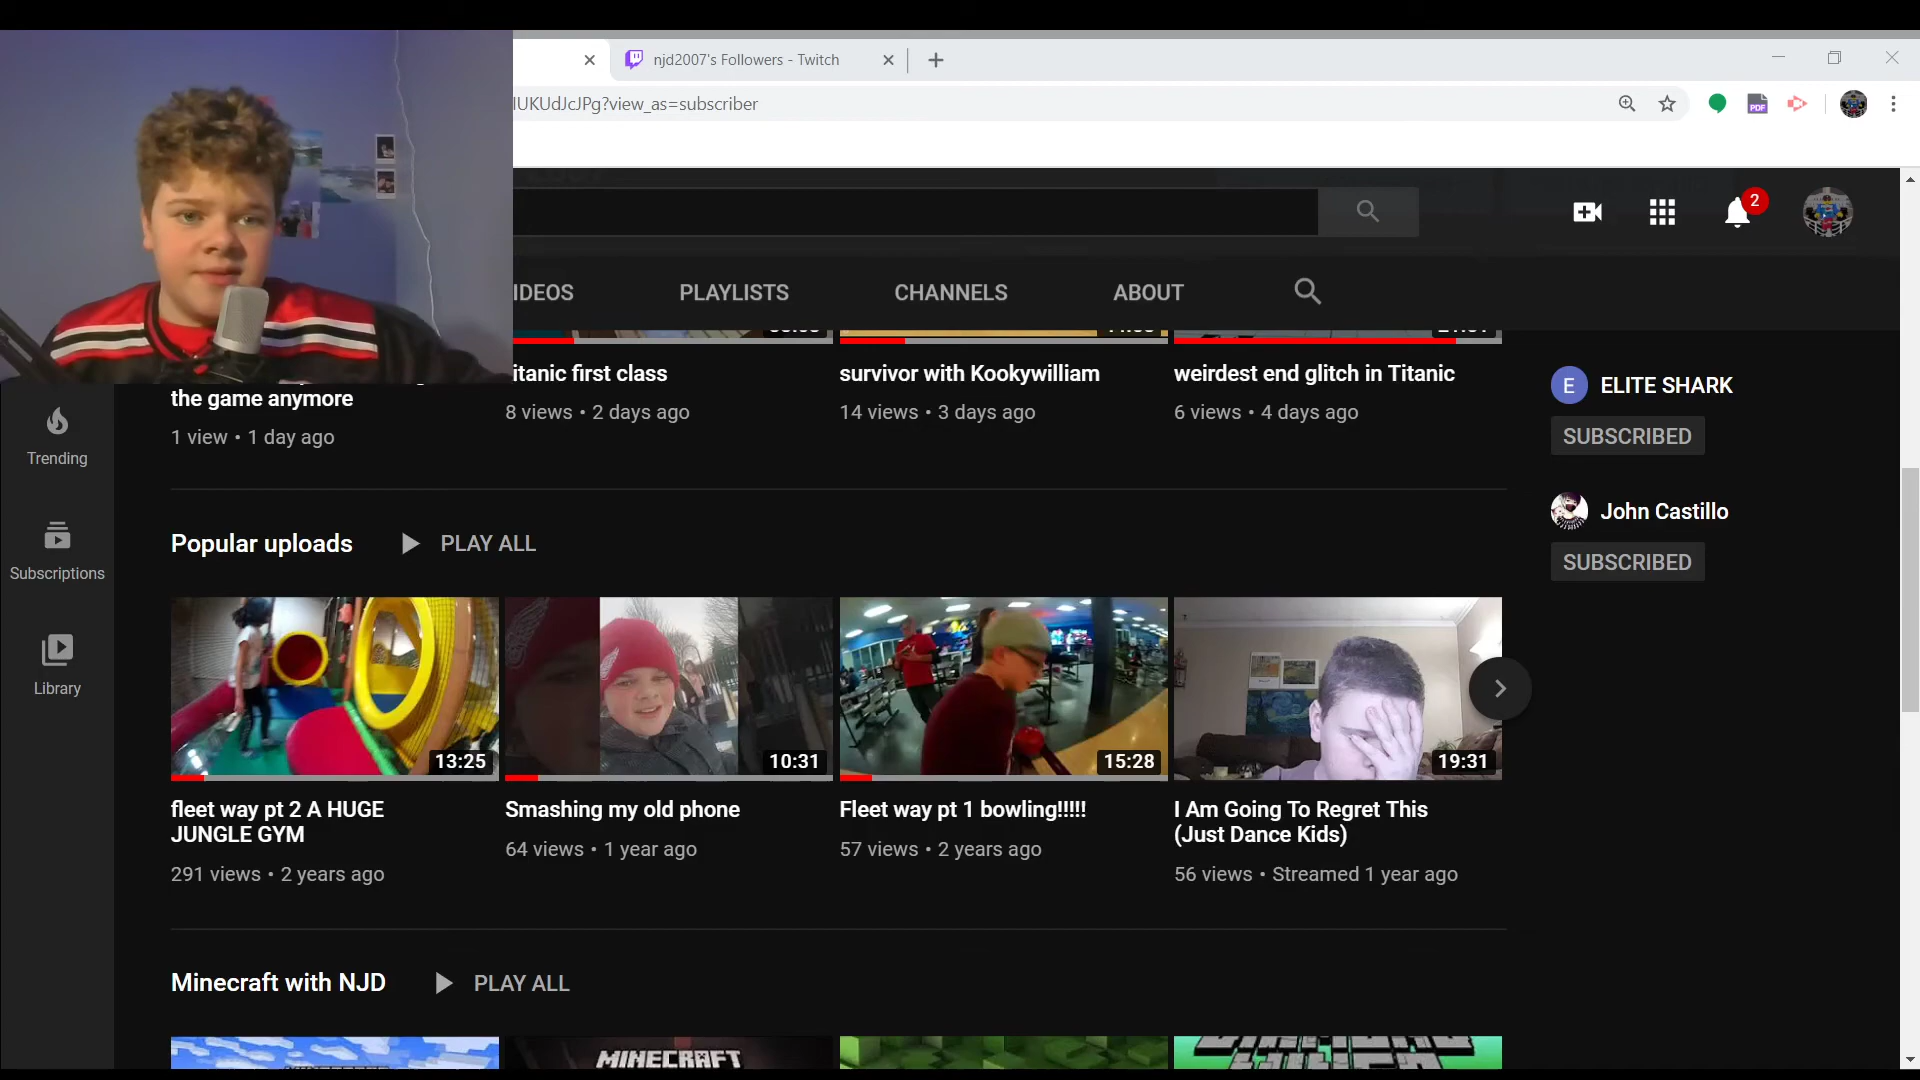 njd2007's Followers - Twitch
IUKUdJcJPg?view_as=subscriber
PDF
2
IDEOS
PLAYLISTS
CHANNELS
ABOUT
the game anymore
1 view • 1 day ago
itanic first class
8 views • 2 days ago
survivor with Kookywilliam
14 views • 3 days ago
weirdest end glitch in Titanic
6 views • 4 days ago
E ELITE SHARK
SUBSCRIBED
John Castillo
SUBSCRIBED
Trending
Subscriptions
Library
Popular uploads
PLAY ALL
13:25
10:31
15:28
19:31
fleet way pt 2 A HUGE
JUNGLE GYM
291 views • 2 years ago
Smashing my old phone
64 views • 1 year ago
Fleet way pt 1 bowling!!!!!
57 views • 2 years ago
I Am Going To Regret This
(Just Dance Kids)
56 views • Streamed 1 year ago
Minecraft with NJD
PLAY ALL
MINECRAFT